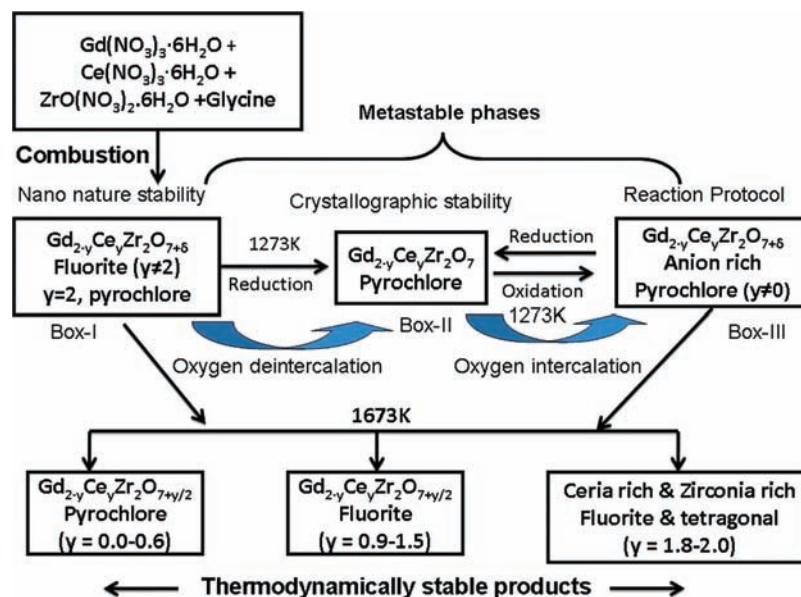 Gd(NO₃)₃·6H₂O +
Ce(NO₃)₃·6H₂O +
ZrO(NO₃)₂.6H₂O +Glycine
Metastable phases
Combustion
Nano nature stability
Crystallographic stability
Reaction Protocol
Gd₂₋yCeyZr₂O₇₊δ
Fluorite (y≠2)
y=2, pyrochlore
1273K
Reduction
Gd₂₋yCeyZr₂O₇
Pyrochlore
Reduction
Oxidation
1273K
Gd₂₋yCeyZr₂O₇₊δ
Anion rich
Pyrochlore (y≠0)
Box-I
Box-II
Box-III
Oxygen deintercalation
Oxygen intercalation
1673K
Gd₂₋yCeyZr₂O₇₊y/₂
Pyrochlore
(y = 0.0-0.6)
Gd₂₋yCeyZr₂O₇₊y/₂
Fluorite
(y = 0.9-1.5)
Ceria rich & Zirconia rich
Fluorite & tetragonal
(y = 1.8-2.0)
Thermodynamically stable products